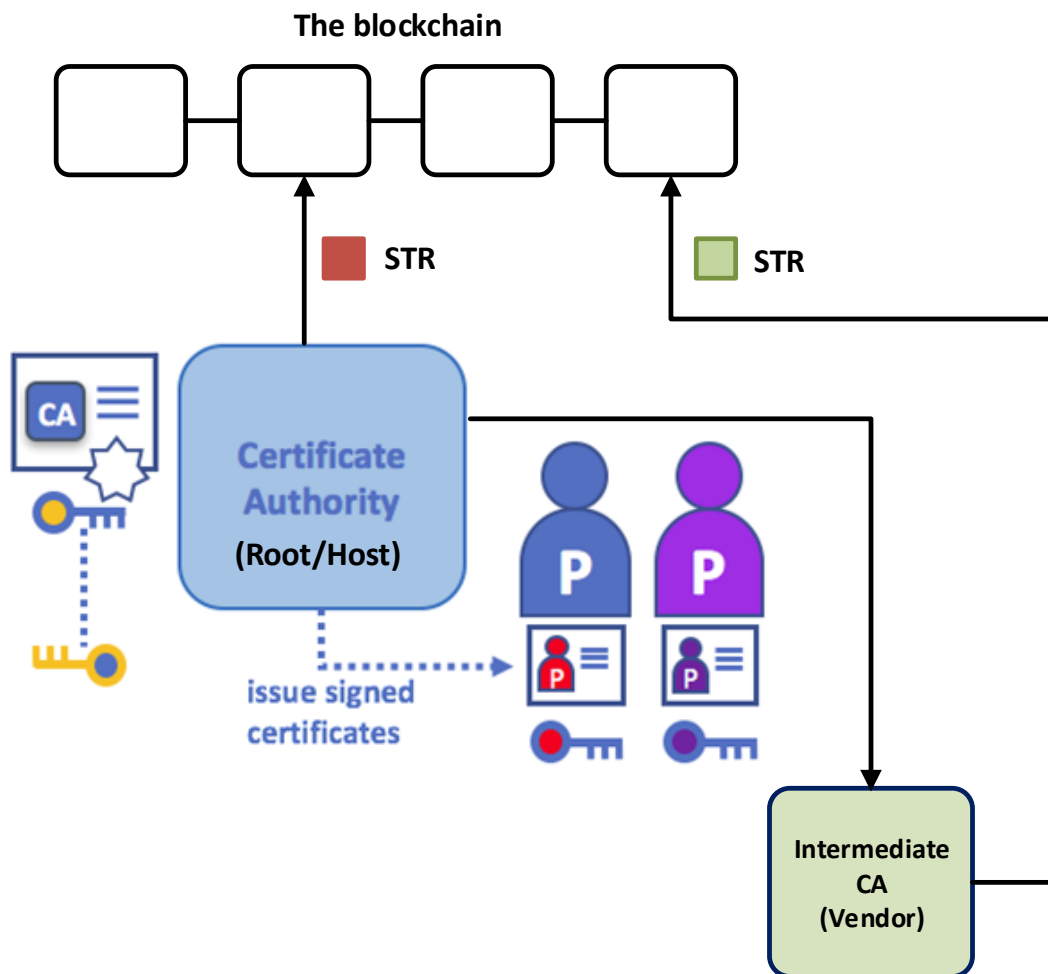 The blockchain
STR
STR
CA
Certificate
Authority
(Root/Host)
P
P
P
P
issue signed
certificates
Intermediate
CA
(Vendor)